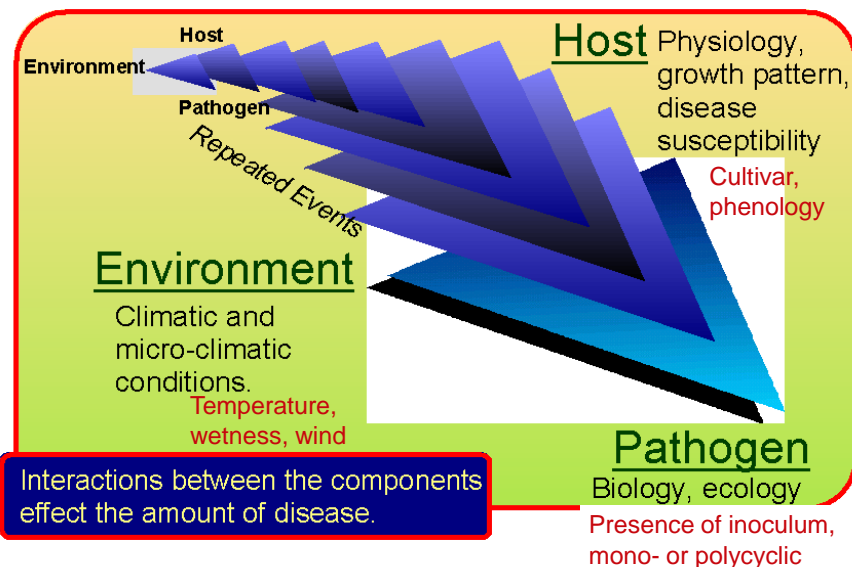 Host
Environment
Pathogen
Repeated Events
Host
Physiology,
growth pattern,
disease
susceptibility
Cultivar,
phenology
Environment
Climatic and
micro-climatic
conditions.
Temperature,
wetness, wind
Pathogen
Biology, ecology
Presence of inoculum,
mono- or polycyclic
Interactions between the components
effect the amount of disease.